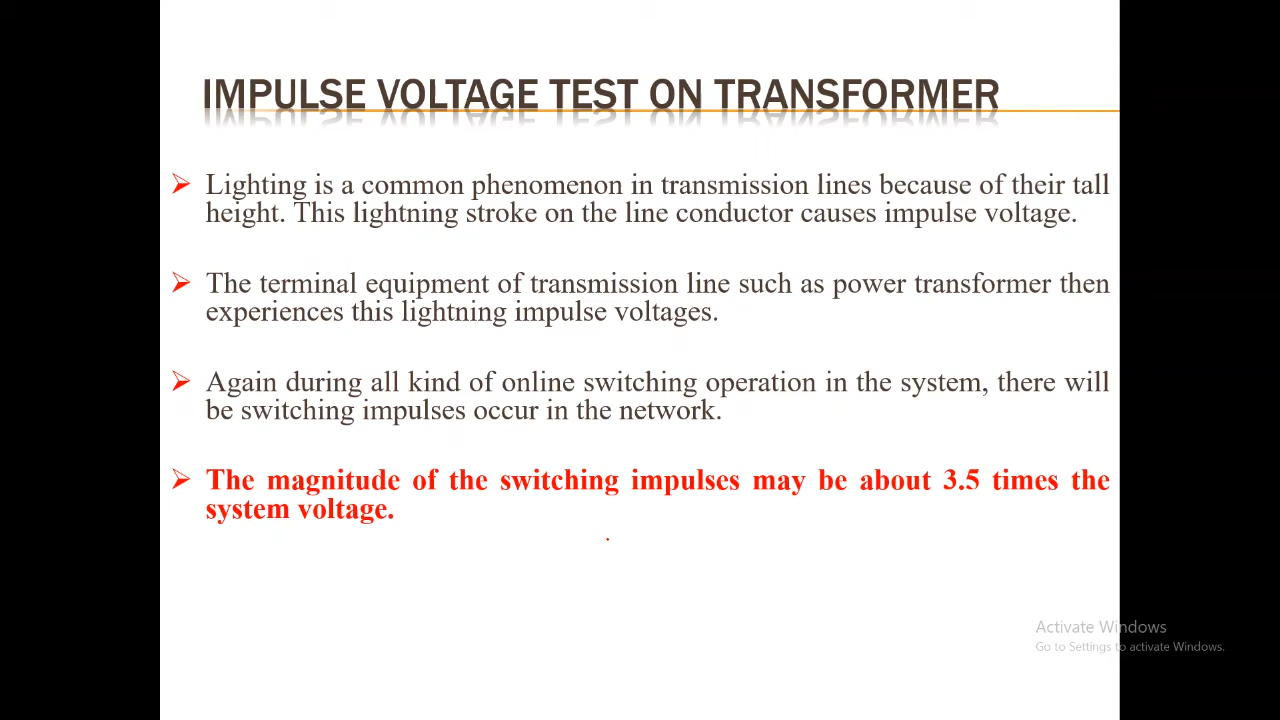 IMPULSE VOLTAGE TEST ON TRANSFORMER
Lighting is a common phenomenon in transmission lines because of their tall
height. This lightning stroke on the line conductor causes impulse voltage.
The terminal equipment of transmission line such as power transformer then
experiences this lightning impulse voltages.
Again during all kind of online switching operation in the system, there will
be switching impulses occur in the network.
The magnitude of the switching impulses may be about 3.5 times the
system voltage.
Activate Windows
Go to Settings to activate Windows.